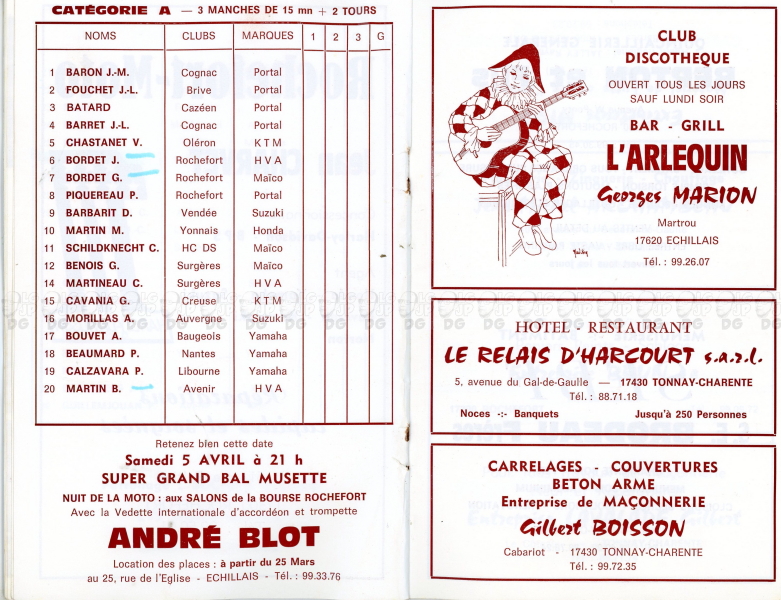 CATÉGORIE A — 3 MANCHES DE 15 mn + 2 TOURS
NOMS CLUBS MARQUES 1 2 3 G
1 BARON J.-M. Cognac Portal
2 FOUCHET J.-L. Brive Portal
3 BATARD Cazéen Portal
4 BARRET J.-L. Cognac Portal
5 CHASTANET V. Oléron K T M
6 BORDET J. Rochefort H V A
7 BORDET G. Rochefort Maïco
8 PIQUEREAU P. Rochefort Portal
9 BARBARIT D. Vendée Suzuki
10 MARTIN M. Yonnais Honda
11 SCHILDKNECHT C. HC DS Maïco
12 BENOIS G. Surgères Maïco
14 MARTINEAU C. Surgères H V A
15 CAVANIA G. Creuse K T M
16 MORILLAS A. Auvergne Suzuki
17 BOUVET A. Baugeois Yamaha
18 BEAUMARD P. Nantes Yamaha
19 CALZAVARA P. Libourne Yamaha
20 MARTIN B. Avenir H V A
Retenez bien cette date
Samedi 5 AVRIL à 21 h
SUPER GRAND BAL MUSETTE
NUIT DE LA MOTO : aux SALONS de la BOURSE ROCHEFORT
Avec la Vedette internationale d'accordéon et trompette
ANDRÉ BLOT
Location des places : à partir du 25 Mars
au 25, rue de l'Eglise - ECHILLAIS - Tél. : 99.33.76
CLUB
DISCOTHEQUE
OUVERT TOUS LES JOURS
SAUF LUNDI SOIR
BAR - GRILL
L'ARLEQUIN
Georges MARION
Martrou
17620 ECHILLAIS
Tél. : 99.26.07
HOTEL - RESTAURANT
LE RELAIS D'HARCOURT s.a.r.l.
5, avenue du Gal-de-Gaulle — 17430 TONNAY-CHARENTE
Tél. : 88.71.18
Noces -:- Banquets Jusqu'à 250 Personnes
CARRELAGES - COUVERTURES
BETON ARME
Entreprise de MAÇONNERIE
Gilbert BOISSON
Cabariot - 17430 TONNAY-CHARENTE
Tél. : 99.72.35